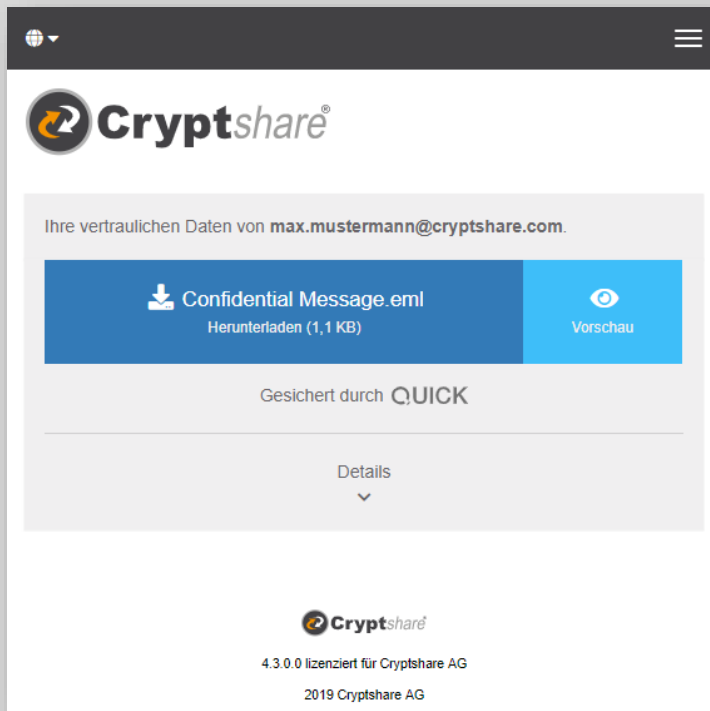 Cryptshare®
Ihre vertraulichen Daten von max.mustermann@cryptshare.com.
Confidential Message.eml
Herunterladen (1,1 KB)
Vorschau
Gesichert durch QUICK
Details
Cryptshare®
4.3.0.0 lizenziert für Cryptshare AG
2019 Cryptshare AG